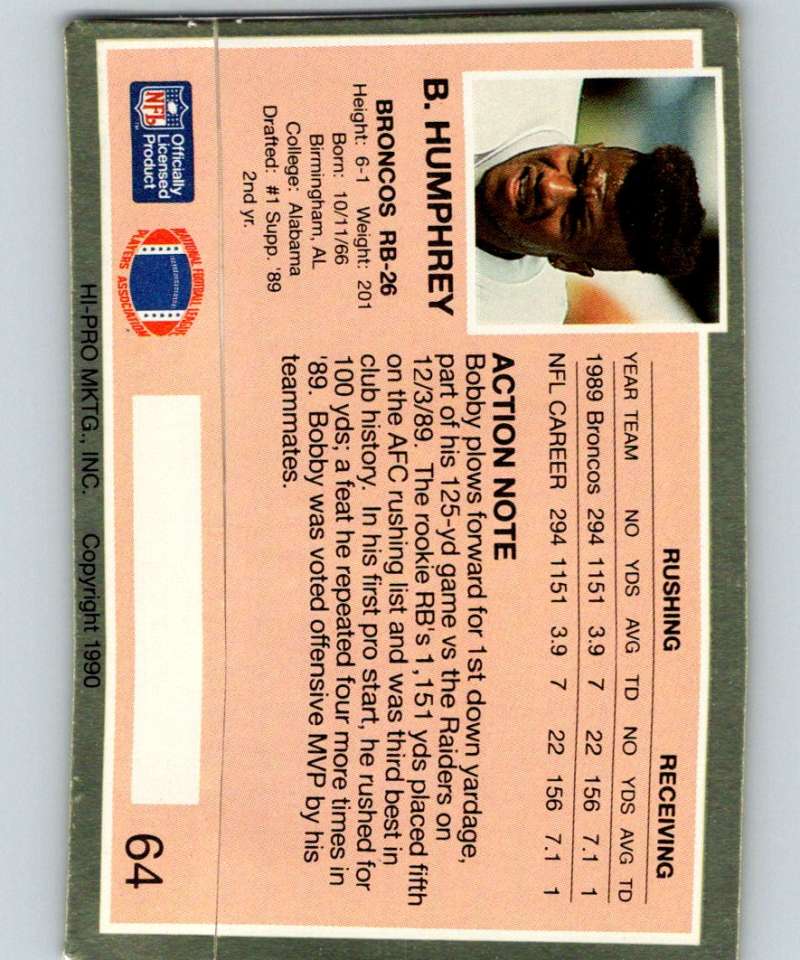 B. HUMPHREY
BRONCOS RB-26
Height: 6-1 Weight: 201
Born: 10/11/66
Birmingham, AL
College: Alabama
Drafted: #1 Supp. '89
2nd yr.
RUSHING RECEIVING
YEAR TEAM NO YDS AVG TD NO YDS AVG TD
1989 Broncos 294 1151 3.9 7 22 156 7.1 1
NFL CAREER 294 1151 3.9 7 22 156 7.1 1
ACTION NOTE
Bobby plows forward for 1st down yardage,
part of his 125-yd game vs the Raiders on
12/3/89. The rookie RB's 1,151 yds placed fifth
on the AFC rushing list and was third best in
club history. In his first pro start, he rushed for
100 yds; a feat he repeated four more times in
'89. Bobby was voted offensive MVP by his
teammates.
NFL
TM
Officially
Licensed
Product
NATIONAL FOOTBALL LEAGUE
PLAYERS ASSOCIATION
64
HI-PRO MKTG., INC. Copyright 1990